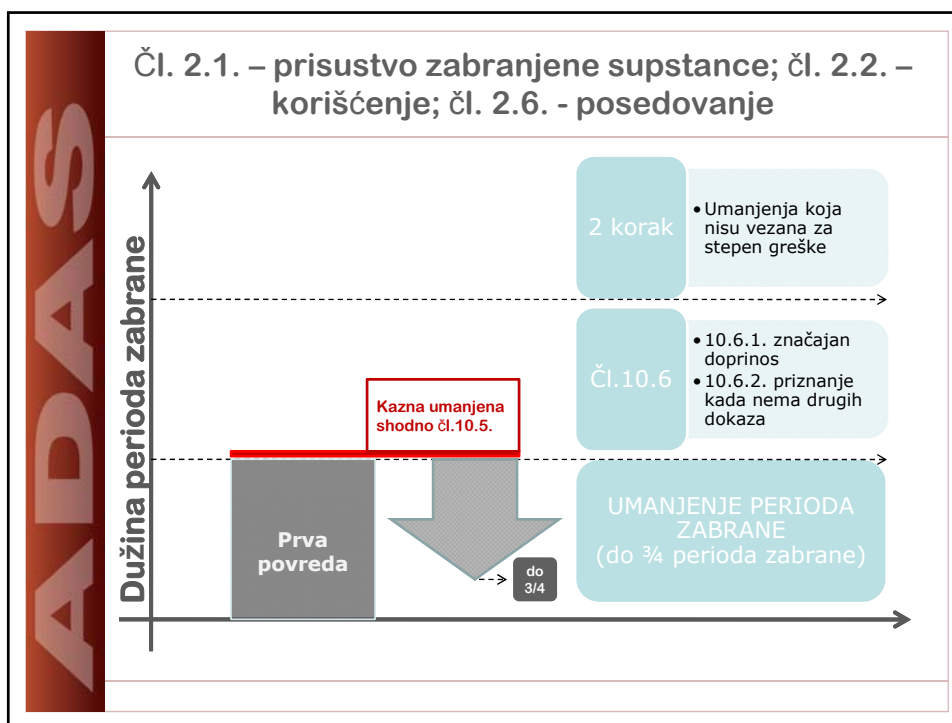 ADAS
Čl. 2.1. – prisustvo zabranjene supstance; čl. 2.2. –
korišćenje; čl. 2.6. - posedovanje
Dužina perioda zabrane
2 korak
• Umanjenja koja
nisu vezana za
stepen greške
Čl.10.6
• 10.6.1. značajan
doprinos
• 10.6.2. priznanje
kada nema drugih
dokaza
Kazna umanjena
shodno čl.10.5.
Prva
povreda
do
3/4
UMANJENJE PERIODA
ZABRANE
(do ¾ perioda zabrane)